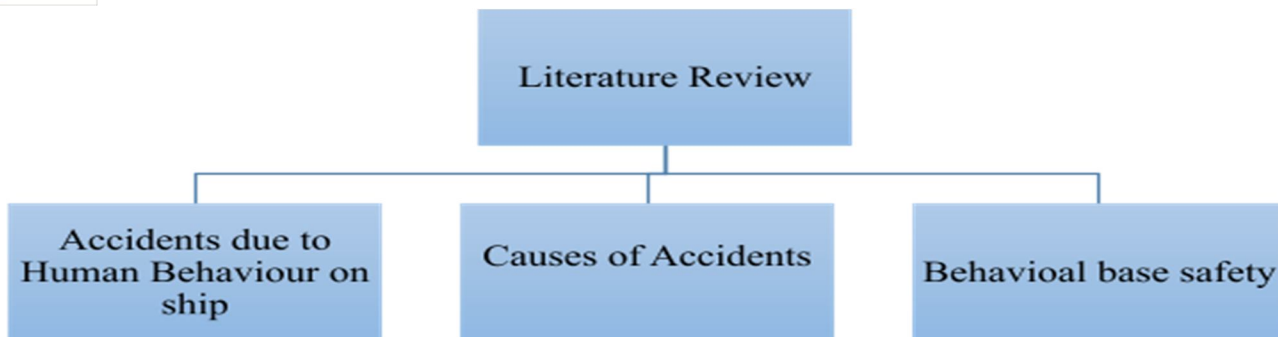 Literature Review
Accidents due to
Human Behaviour on
ship
Causes of Accidents
Behavioal base safety